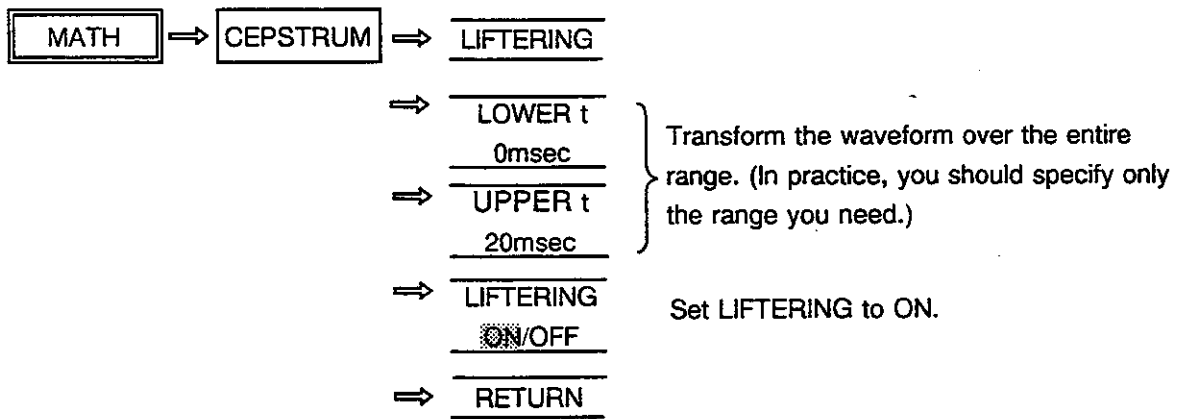 MATH ⇒ CEPSTRUM ⇒ LIFTERING
⇒ LOWER t
0msec
⇒ UPPER t
20msec
Transform the waveform over the entire
range. (In practice, you should specify only
the range you need.)
⇒ LIFTERING
ON/OFF
Set LIFTERING to ON.
⇒ RETURN